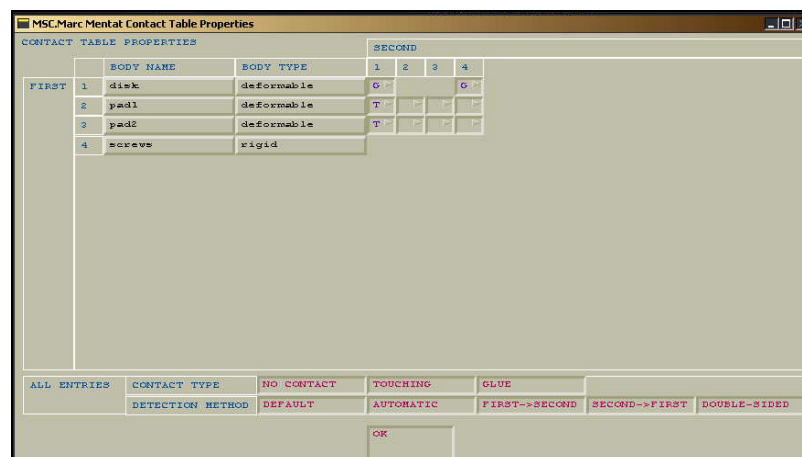 MSC.Marc Mentat Contact Table Properties
CONTACT TABLE PROPERTIES SECOND
BODY NAME BODY TYPE 1 2 3 4
FIRST 1 disk deformable G G
2 pad1 deformable T
3 pad2 deformable T
4 screws rigid
ALL ENTRIES CONTACT TYPE NO CONTACT TOUCHING GLUE
DETECTION METHOD DEFAULT AUTOMATIC FIRST->SECOND SECOND->FIRST DOUBLE-SIDED
OK